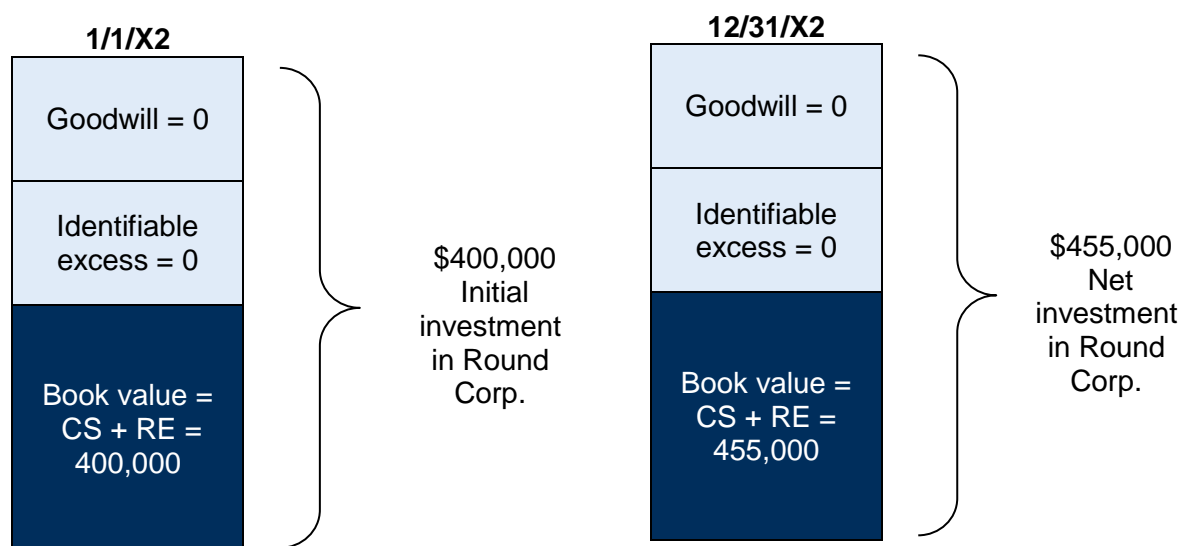 1/1/X2
Goodwill = 0
Identifiable
excess = 0
Book value =
CS + RE =
400,000
$400,000
Initial
investment
in Round
Corp.
12/31/X2
Goodwill = 0
Identifiable
excess = 0
Book value =
CS + RE =
455,000
$455,000
Net
investment
in Round
Corp.